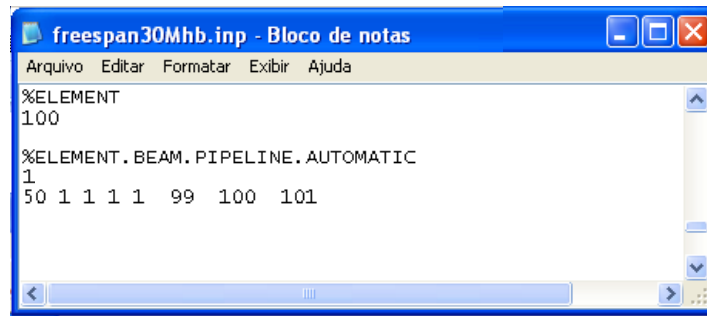 freespan30Mhb.inp - Bloco de notas
Arquivo Editar Formatar Exibir Ajuda
%ELEMENT
100
%ELEMENT.BEAM.PIPELINE.AUTOMATIC
1
50 1 1 1 1 99 100 101